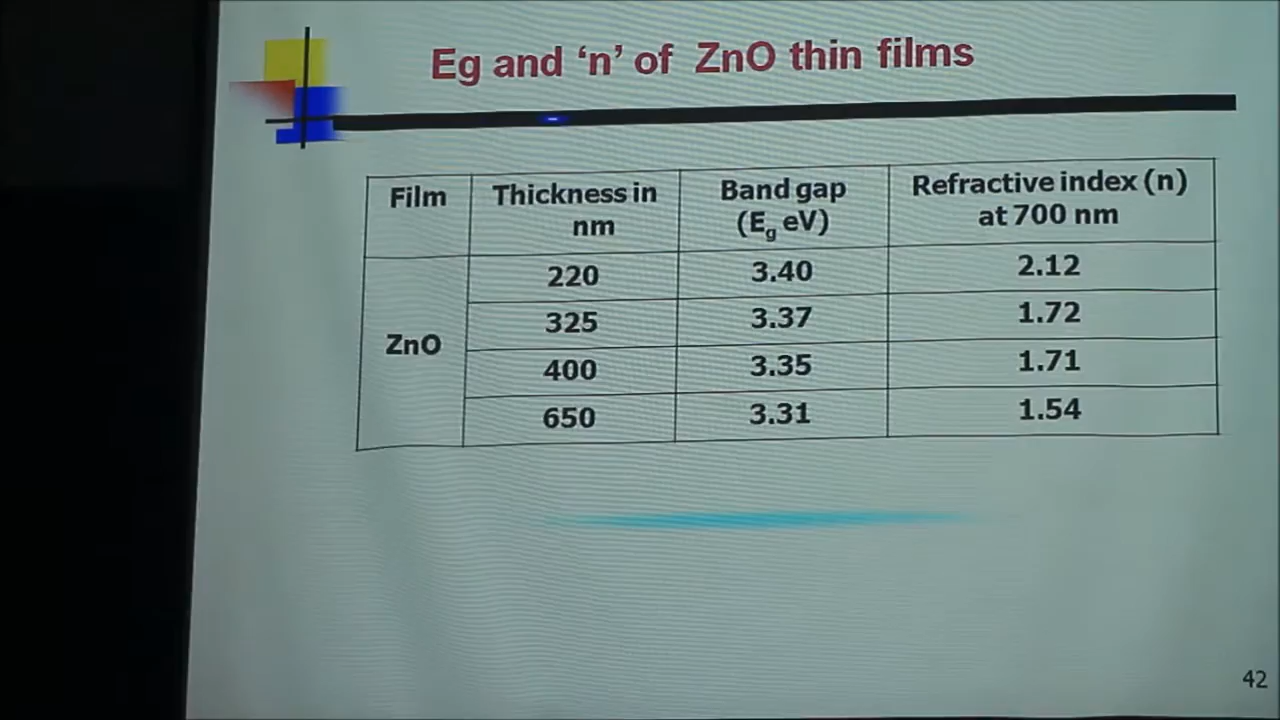 Eg and ‘n’ of ZnO thin films
Film Thickness in nm Band gap (Eg eV) Refractive index (n) at 700 nm
ZnO
220 3.40 2.12
325 3.37 1.72
400 3.35 1.71
650 3.31 1.54
42